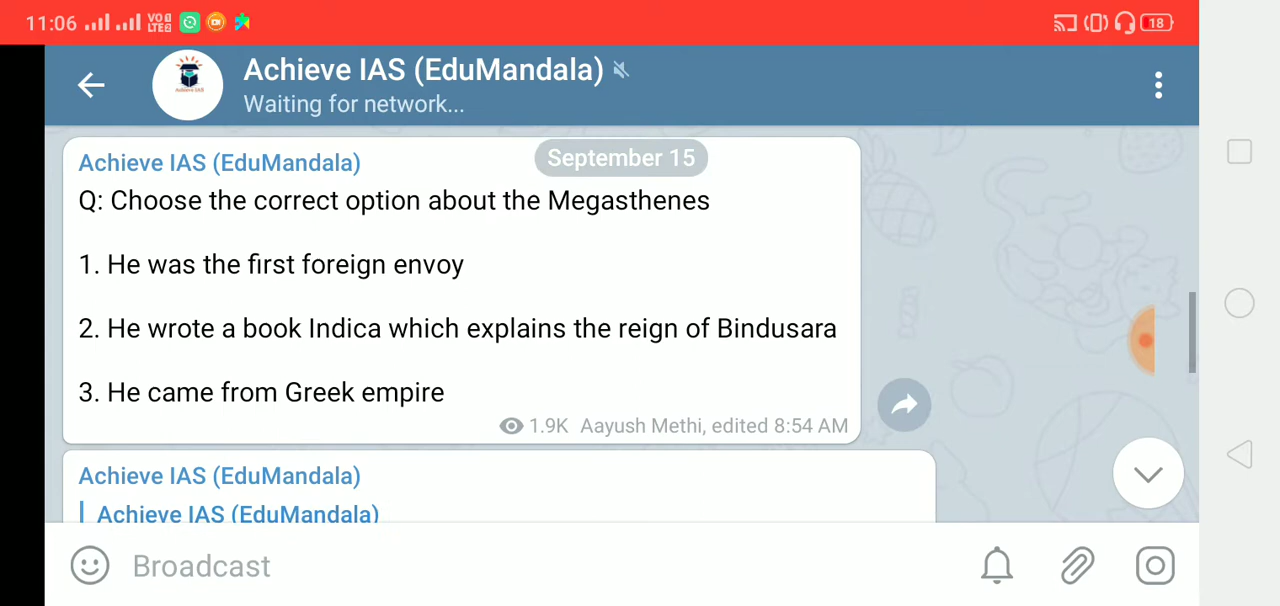 11:06 VO LTE 18
Achieve IAS (EduMandala)
Waiting for network...
September 15
Achieve IAS (EduMandala)
Q: Choose the correct option about the Megasthenes
1. He was the first foreign envoy
2. He wrote a book Indica which explains the reign of Bindusara
3. He came from Greek empire
1.9K Aayush Methi, edited 8:54 AM
Achieve IAS (EduMandala)
Achieve IAS (EduMandala)
Broadcast